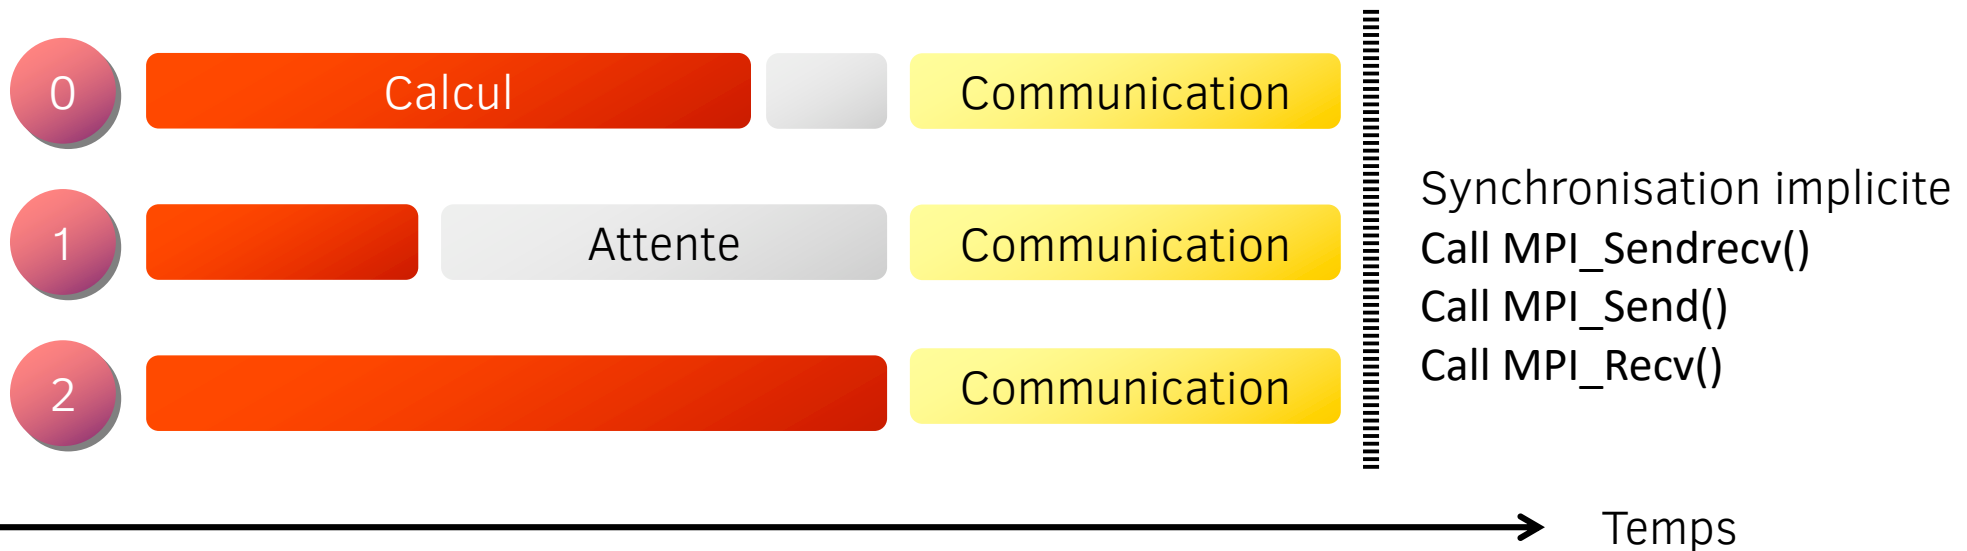 0
Calcul
Communication
1
Attente
Communication
2
Communication
Synchronisation implicite
Call MPI_Sendrecv()
Call MPI_Send()
Call MPI_Recv()
Temps